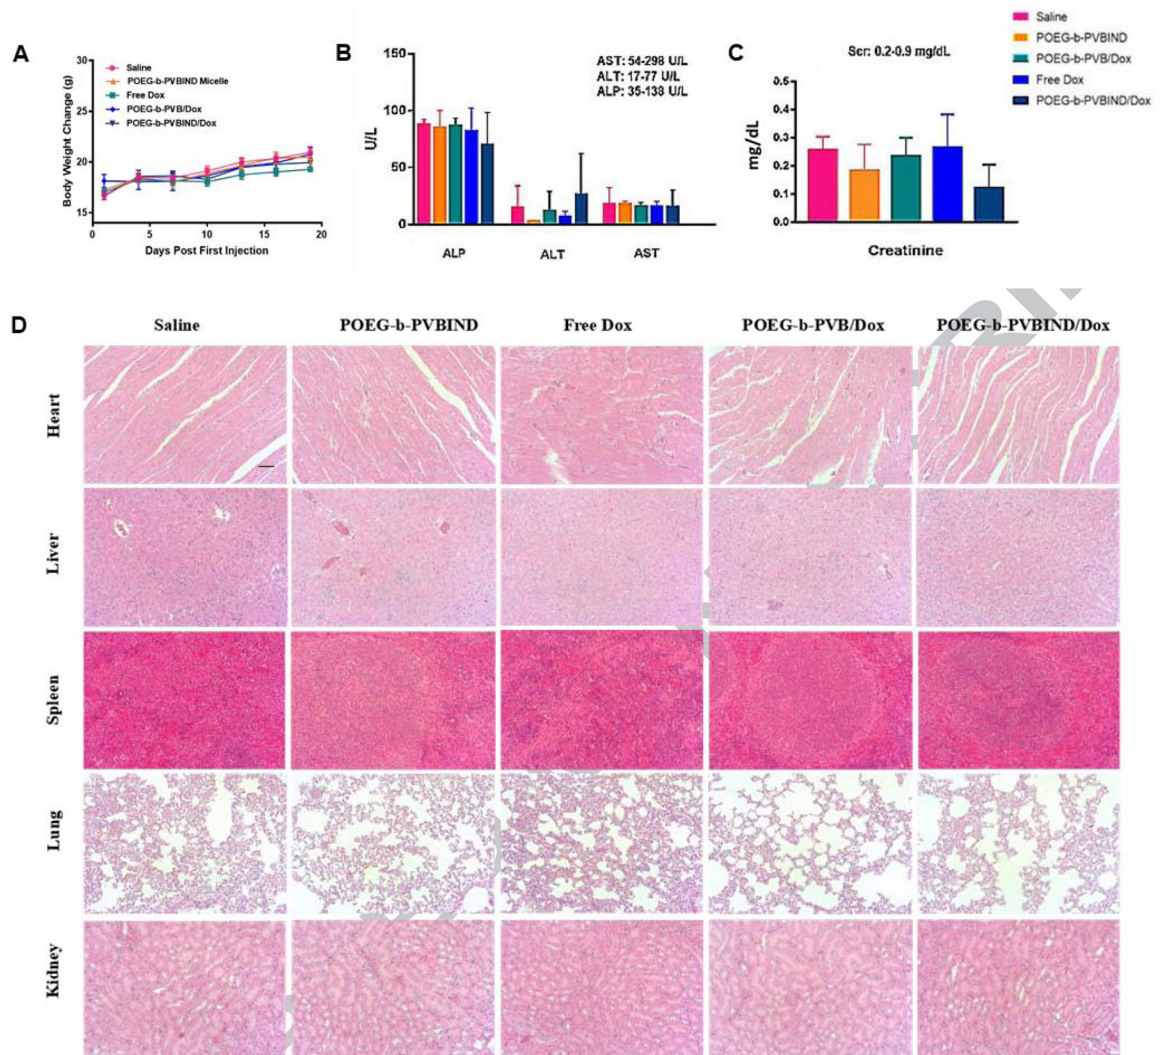 A
Saline
POEG-b-PVBIND Micelle
Free Dox
POEG-b-PVB/Dox
POEG-b-PVBIND/Dox
Body Weight Change (g)
25
20
15
0
5
10
15
20
Days Post First Injection
B
AST: 54-298 U/L
ALT: 17-77 U/L
ALP: 35-138 U/L
U/L
150
100
50
0
ALP
ALT
AST
C
Scr: 0.2-0.9 mg/dL
mg/dL
0.5
0.4
0.3
0.2
0.1
0.0
Creatinine
Saline
POEG-b-PVBIND
POEG-b-PVB/Dox
Free Dox
POEG-b-PVBIND/Dox
D
Saline
POEG-b-PVBIND
Free Dox
POEG-b-PVB/Dox
POEG-b-PVBIND/Dox
Heart
Liver
Spleen
Lung
Kidney